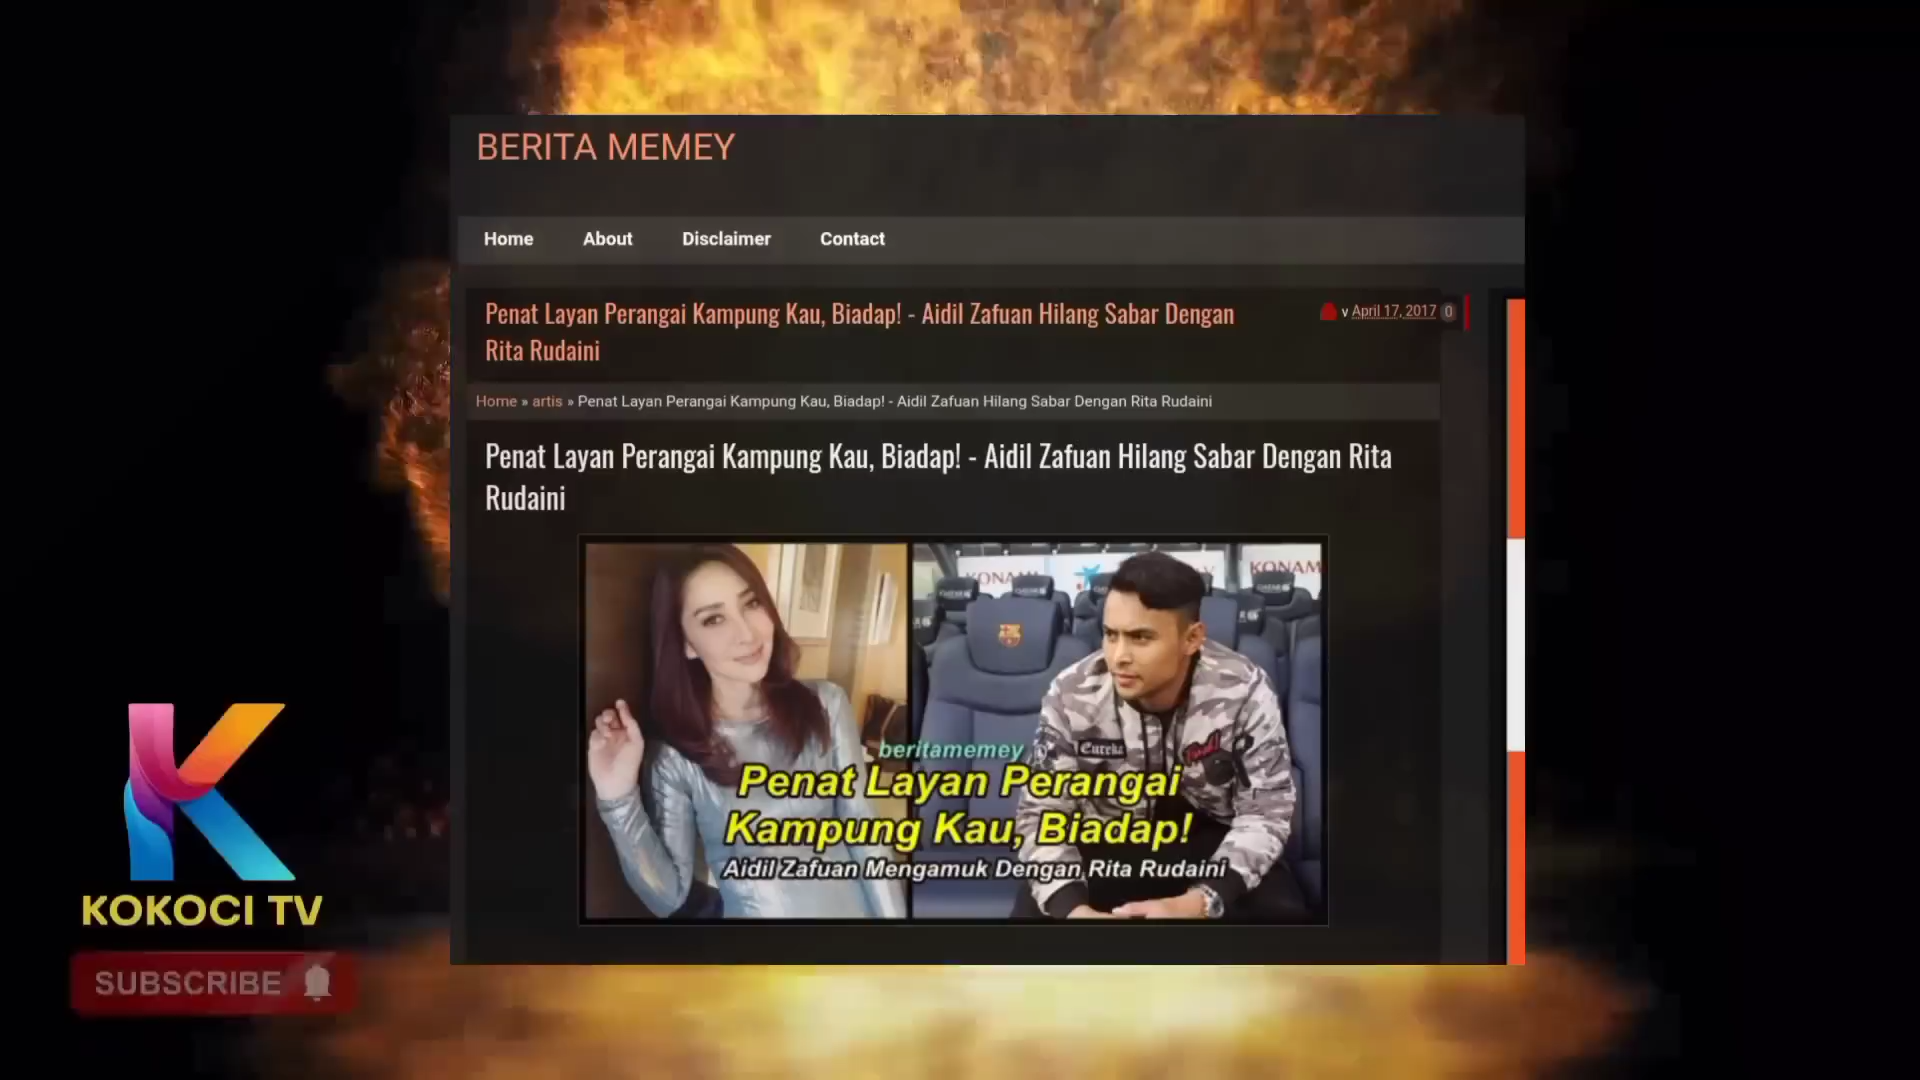 BERITA MEMEY
Home About Disclaimer Contact
Penat Layan Perangai Kampung Kau, Biadap! - Aidil Zafuan Hilang Sabar Dengan
Rita Rudaini
v April 17, 2017 0
Home » artis » Penat Layan Perangai Kampung Kau, Biadap! - Aidil Zafuan Hilang Sabar Dengan Rita Rudaini
Penat Layan Perangai Kampung Kau, Biadap! - Aidil Zafuan Hilang Sabar Dengan Rita
Rudaini
KONAMI
KONAM
Eureka
beritamemey
Penat Layan Perangai
Kampung Kau, Biadap!
Aidil Zafuan Mengamuk Dengan Rita Rudaini
KOKOCI TV
SUBSCRIBE